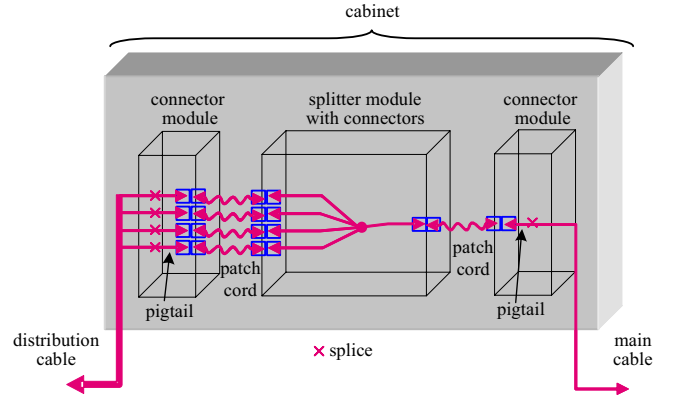 cabinet
connector
module
splitter module
with connectors
connector
module
patch
cord
pigtail
patch
cord
pigtail
distribution
cable
splice
main
cable